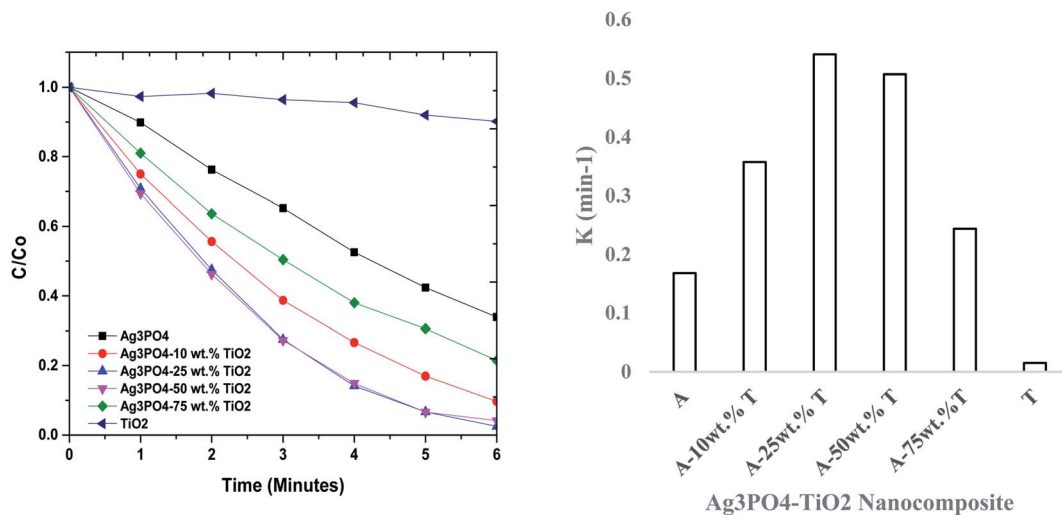 C/Co
1.0
0.8
0.6
0.4
0.2
0.0
Ag3PO4
Ag3PO4-10 wt.% TiO2
Ag3PO4-25 wt.% TiO2
Ag3PO4-50 wt.% TiO2
Ag3PO4-75 wt.% TiO2
TiO2
0 1 2 3 4 5 6
Time (Minutes)
K (min-1)
0.6
0.5
0.4
0.3
0.2
0.1
0
A
A-10wt.% T
A-25wt.% T
A-50wt.% T
A-75wt.%T
T
Ag3PO4-TiO2 Nanocomposite